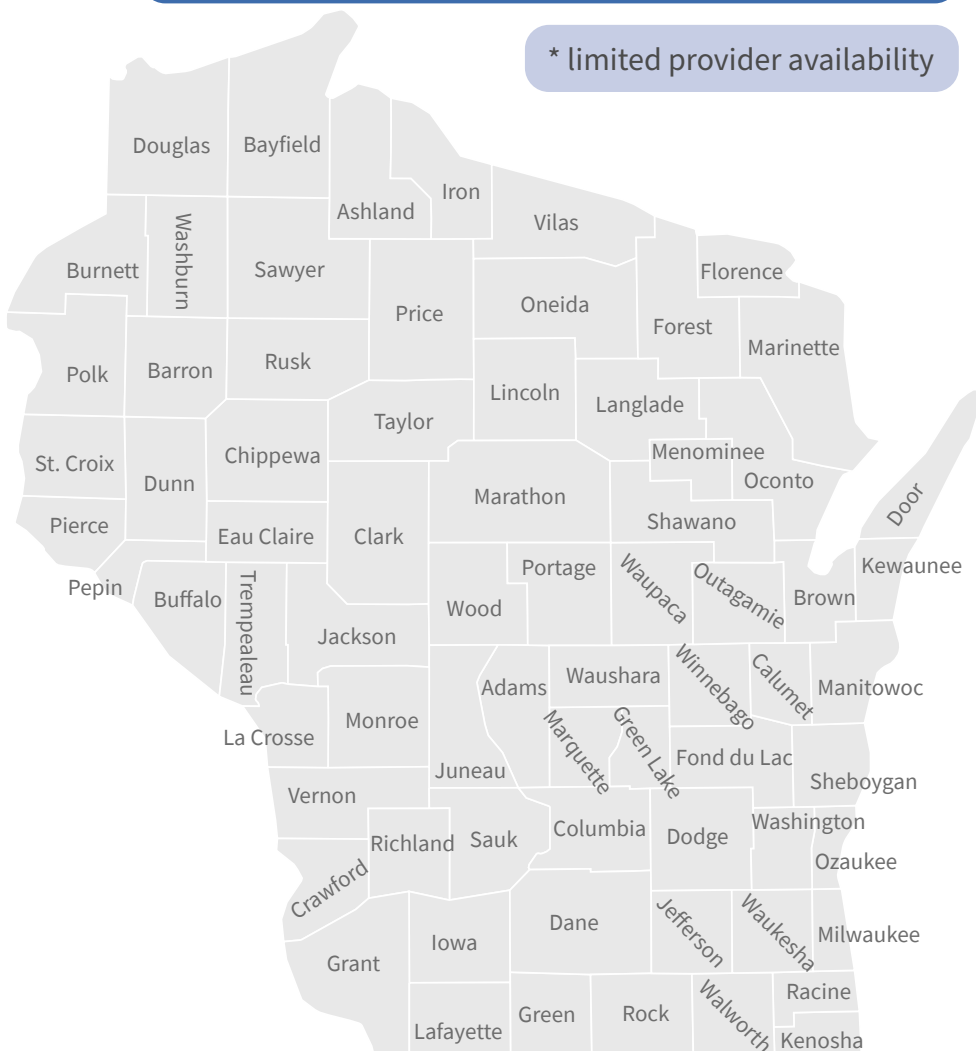 * limited provider availability
Douglas
Bayfield
Iron
Ashland
Vilas
Washburn
Burnett
Sawyer
Florence
Price
Oneida
Forest
Marinette
Polk
Barron
Rusk
Lincoln
Langlade
Taylor
St. Croix
Dunn
Chippewa
Menominee
Oconto
Marathon
Door
Shawano
Pierce
Eau Claire
Clark
Kewaunee
Pepin
Buffalo
Trempealeau
Jackson
Wood
Portage
Waupaca
Outagamie
Brown
Adams
Waushara
Winnebago
Calumet
Manitowoc
La Crosse
Monroe
Juneau
Marquette
Green Lake
Fond du Lac
Sheboygan
Vernon
Richland
Sauk
Columbia
Dodge
Washington
Ozaukee
Crawford
Grant
Iowa
Dane
Jefferson
Waukesha
Milwaukee
Lafayette
Green
Rock
Walworth
Racine
Kenosha